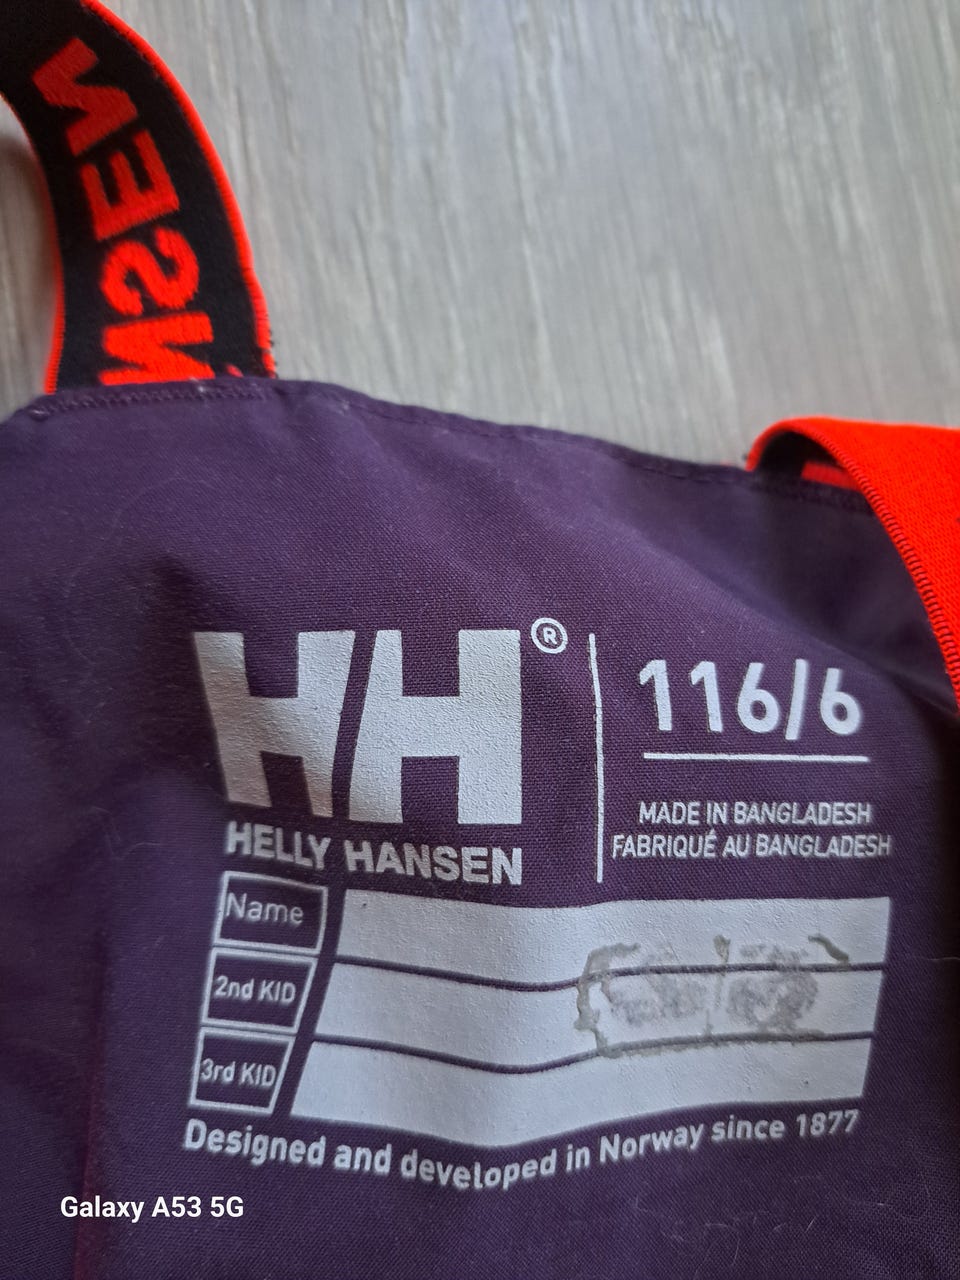 NSEN
HH®
HELLY HANSEN
116/6
MADE IN BANGLADESH
FABRIQUÉ AU BANGLADESH
Name
2nd KID
3rd KID
Designed and developed in Norway since 1877
Galaxy A53 5G